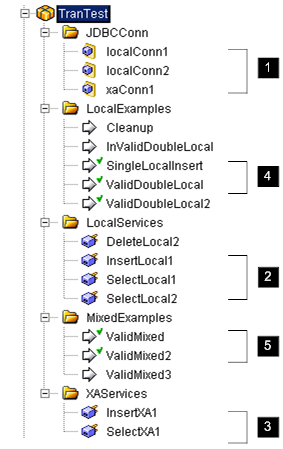 TranTest
JDBCConn
localConn1
localConn2
xaConn1
1
LocalExamples
Cleanup
InValidDoubleLocal
SingleLocalInsert
ValidDoubleLocal
4
ValidDoubleLocal2
LocalServices
DeleteLocal2
InsertLocal1
SelectLocal1
2
SelectLocal2
MixedExamples
ValidMixed
5
ValidMixed2
ValidMixed3
XAServices
InsertXA1
3
SelectXA1